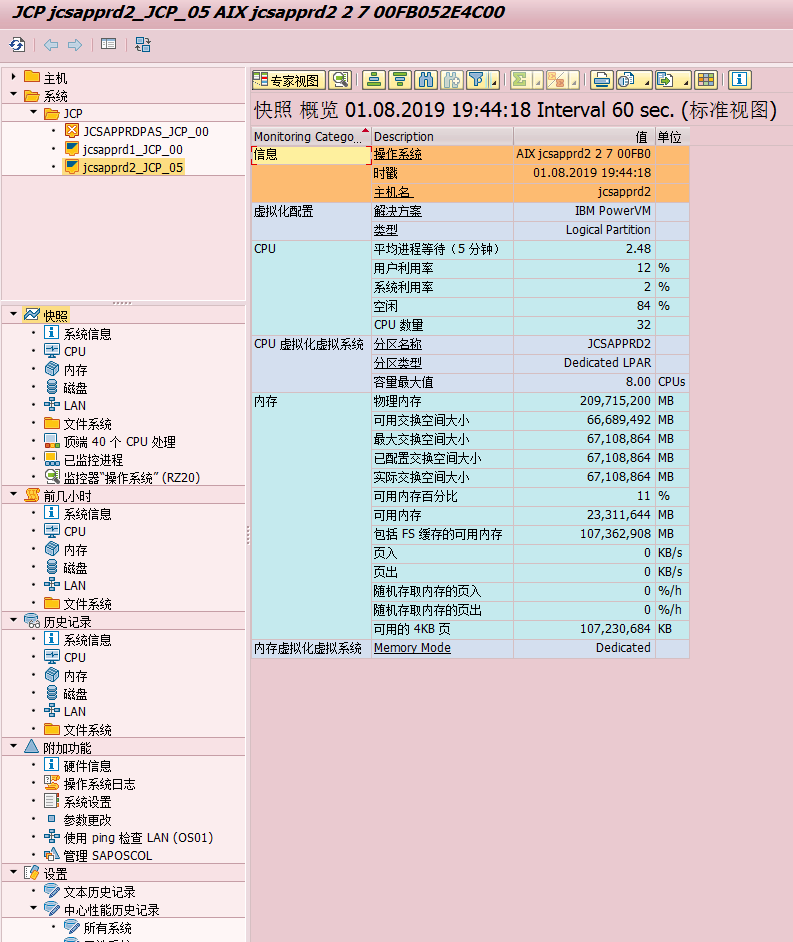 JCP jcsapprd2_JCP_05 AIX jcsapprd2 2 7 00FB052E4C00
主机
系统
JCP
JCSAPPRDPAS_JCP_00
jcsapprd1_JCP_00
jcsapprd2_JCP_05
快照
系统信息
CPU
内存
磁盘
LAN
文件系统
顶端 40 个 CPU 处理
已监控进程
监控器“操作系统” (RZ20)
前几小时
系统信息
CPU
内存
磁盘
LAN
文件系统
历史记录
系统信息
CPU
内存
磁盘
LAN
文件系统
附加功能
硬件信息
操作系统日志
系统设置
参数更改
使用 ping 检查 LAN (OS01)
管理 SAPOSCOL
设置
文本历史记录
中心性能历史记录
所有系统
专家视图
快照 概览 01.08.2019 19:44:18 Interval 60 sec. (标准视图)
Monitoring Catego... Description 值 单位
信息 操作系统 AIX jcsapprd2 2 7 00FB0
时戳 01.08.2019 19:44:18
主机名 jcsapprd2
虚拟化配置 解决方案 IBM PowerVM
类型 Logical Partition
CPU 平均进程等待（5 分钟） 2.48
用户利用率 12 %
系统利用率 2 %
空闲 84 %
CPU 数量 32
CPU 虚拟化虚拟系统 分区名称 JCSAPPRD2
分区类型 Dedicated LPAR
容量最大值 8.00 CPUs
内存 物理内存 209,715,200 MB
可用交换空间大小 66,689,492 MB
最大交换空间大小 67,108,864 MB
已配置交换空间大小 67,108,864 MB
实际交换空间大小 67,108,864 MB
可用内存百分比 11 %
可用内存 23,311,644 MB
包括 FS 缓存的可用内存 107,362,908 MB
页入 0 KB/s
页出 0 KB/s
随机存取内存的页入 0 %/h
随机存取内存的页出 0 %/h
可用的 4KB 页 107,230,684 KB
内存虚拟化虚拟系统 Memory Mode Dedicated